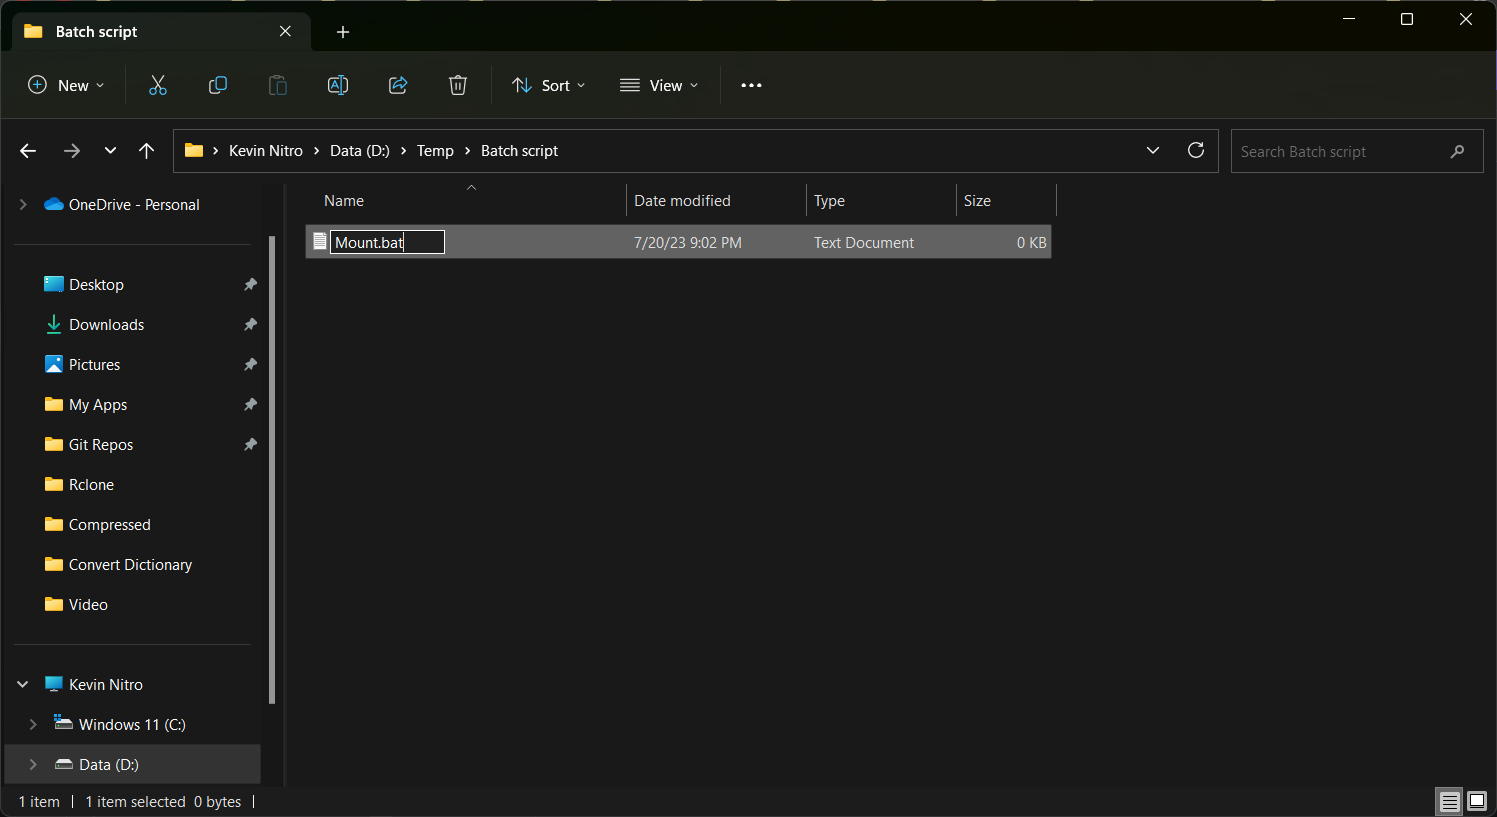 Batch script
New
Sort
View
Kevin Nitro > Data (D:) > Temp > Batch script
Search Batch script
OneDrive - Personal
Name Date modified Type Size
Mount.bat 7/20/23 9:02 PM Text Document 0 KB
Desktop
Downloads
Pictures
My Apps
Git Repos
Rclone
Compressed
Convert Dictionary
Video
Kevin Nitro
Windows 11 (C:)
Data (D:)
1 item | 1 item selected 0 bytes |